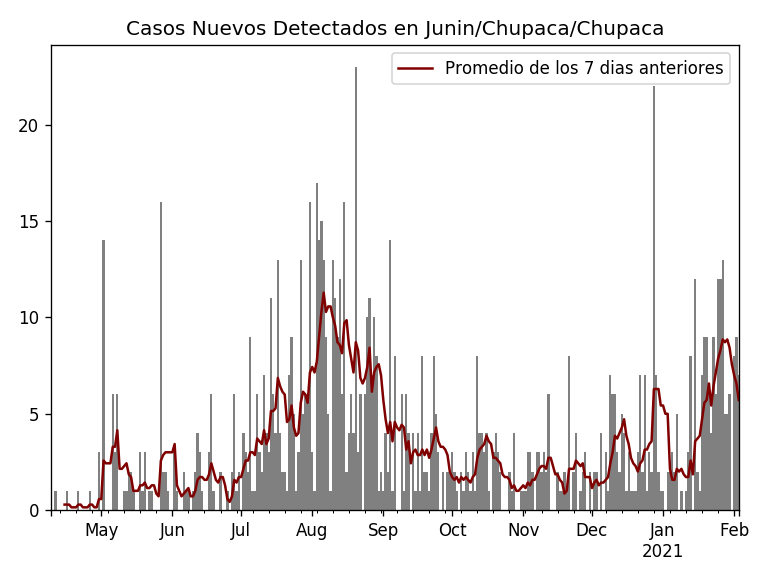 Casos Nuevos Detectados en Junin/Chupaca/Chupaca
Promedio de los 7 dias anteriores
20
15
10
5
0
May Jun Jul Aug Sep Oct Nov Dec Jan Feb
2021